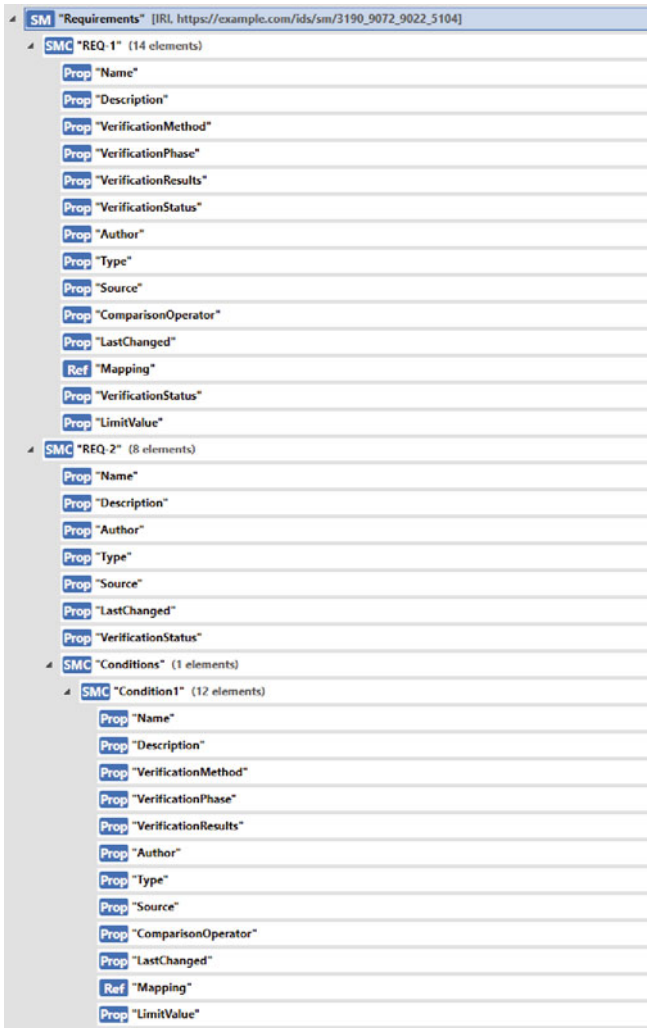 SM "Requirements" [IRI, https://example.com/ids/sm/3190_9072_9022_5104]
SMC "REQ-1" (14 elements)
Prop "Name"
Prop "Description"
Prop "VerificationMethod"
Prop "VerificationPhase"
Prop "VerificationResults"
Prop "VerificationStatus"
Prop "Author"
Prop "Type"
Prop "Source"
Prop "ComparisonOperator"
Prop "LastChanged"
Ref "Mapping"
Prop "VerificationStatus"
Prop "LimitValue"
SMC "REQ-2" (8 elements)
Prop "Name"
Prop "Description"
Prop "Author"
Prop "Type"
Prop "Source"
Prop "LastChanged"
Prop "VerificationStatus"
SMC "Conditions" (1 elements)
SMC "Condition1" (12 elements)
Prop "Name"
Prop "Description"
Prop "VerificationMethod"
Prop "VerificationPhase"
Prop "VerificationResults"
Prop "Author"
Prop "Type"
Prop "Source"
Prop "ComparisonOperator"
Prop "LastChanged"
Ref "Mapping"
Prop "LimitValue"